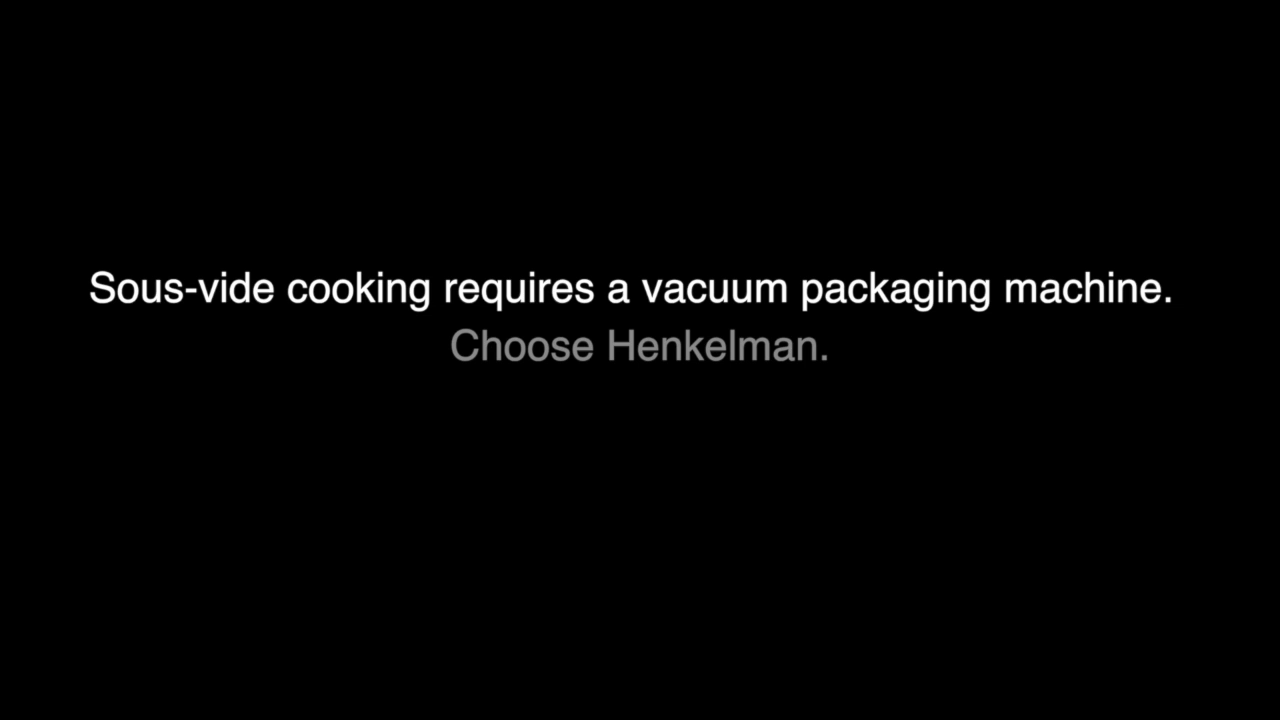 Sous-vide cooking requires a vacuum packaging machine.
Choose Henkelman.